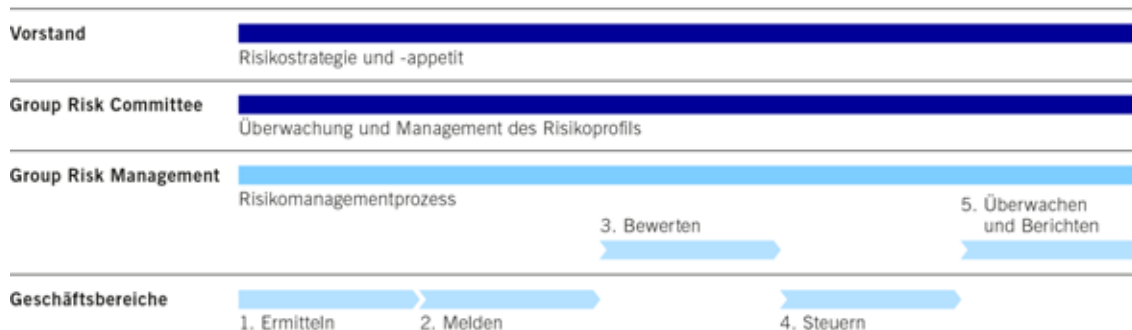 Vorstand
Risikostrategie und -appetit
Group Risk Committee
Überwachung und Management des Risikoprofils
Group Risk Management
Risikomanagementprozess
3. Bewerten
5. Überwachen
und Berichten
Geschäftsbereiche
1. Ermitteln
2. Melden
4. Steuern